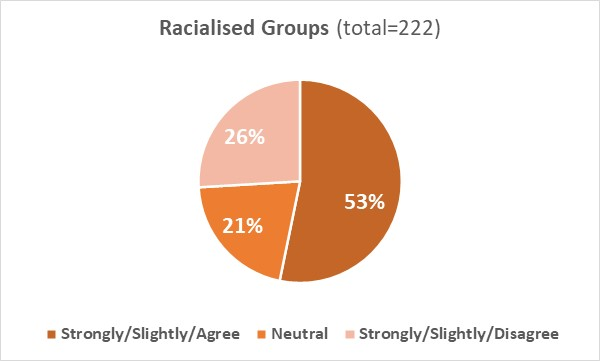 Racialised Groups (total=222)
26%
53%
21%
Strongly/Slightly/Agree Neutral Strongly/Slightly/Disagree